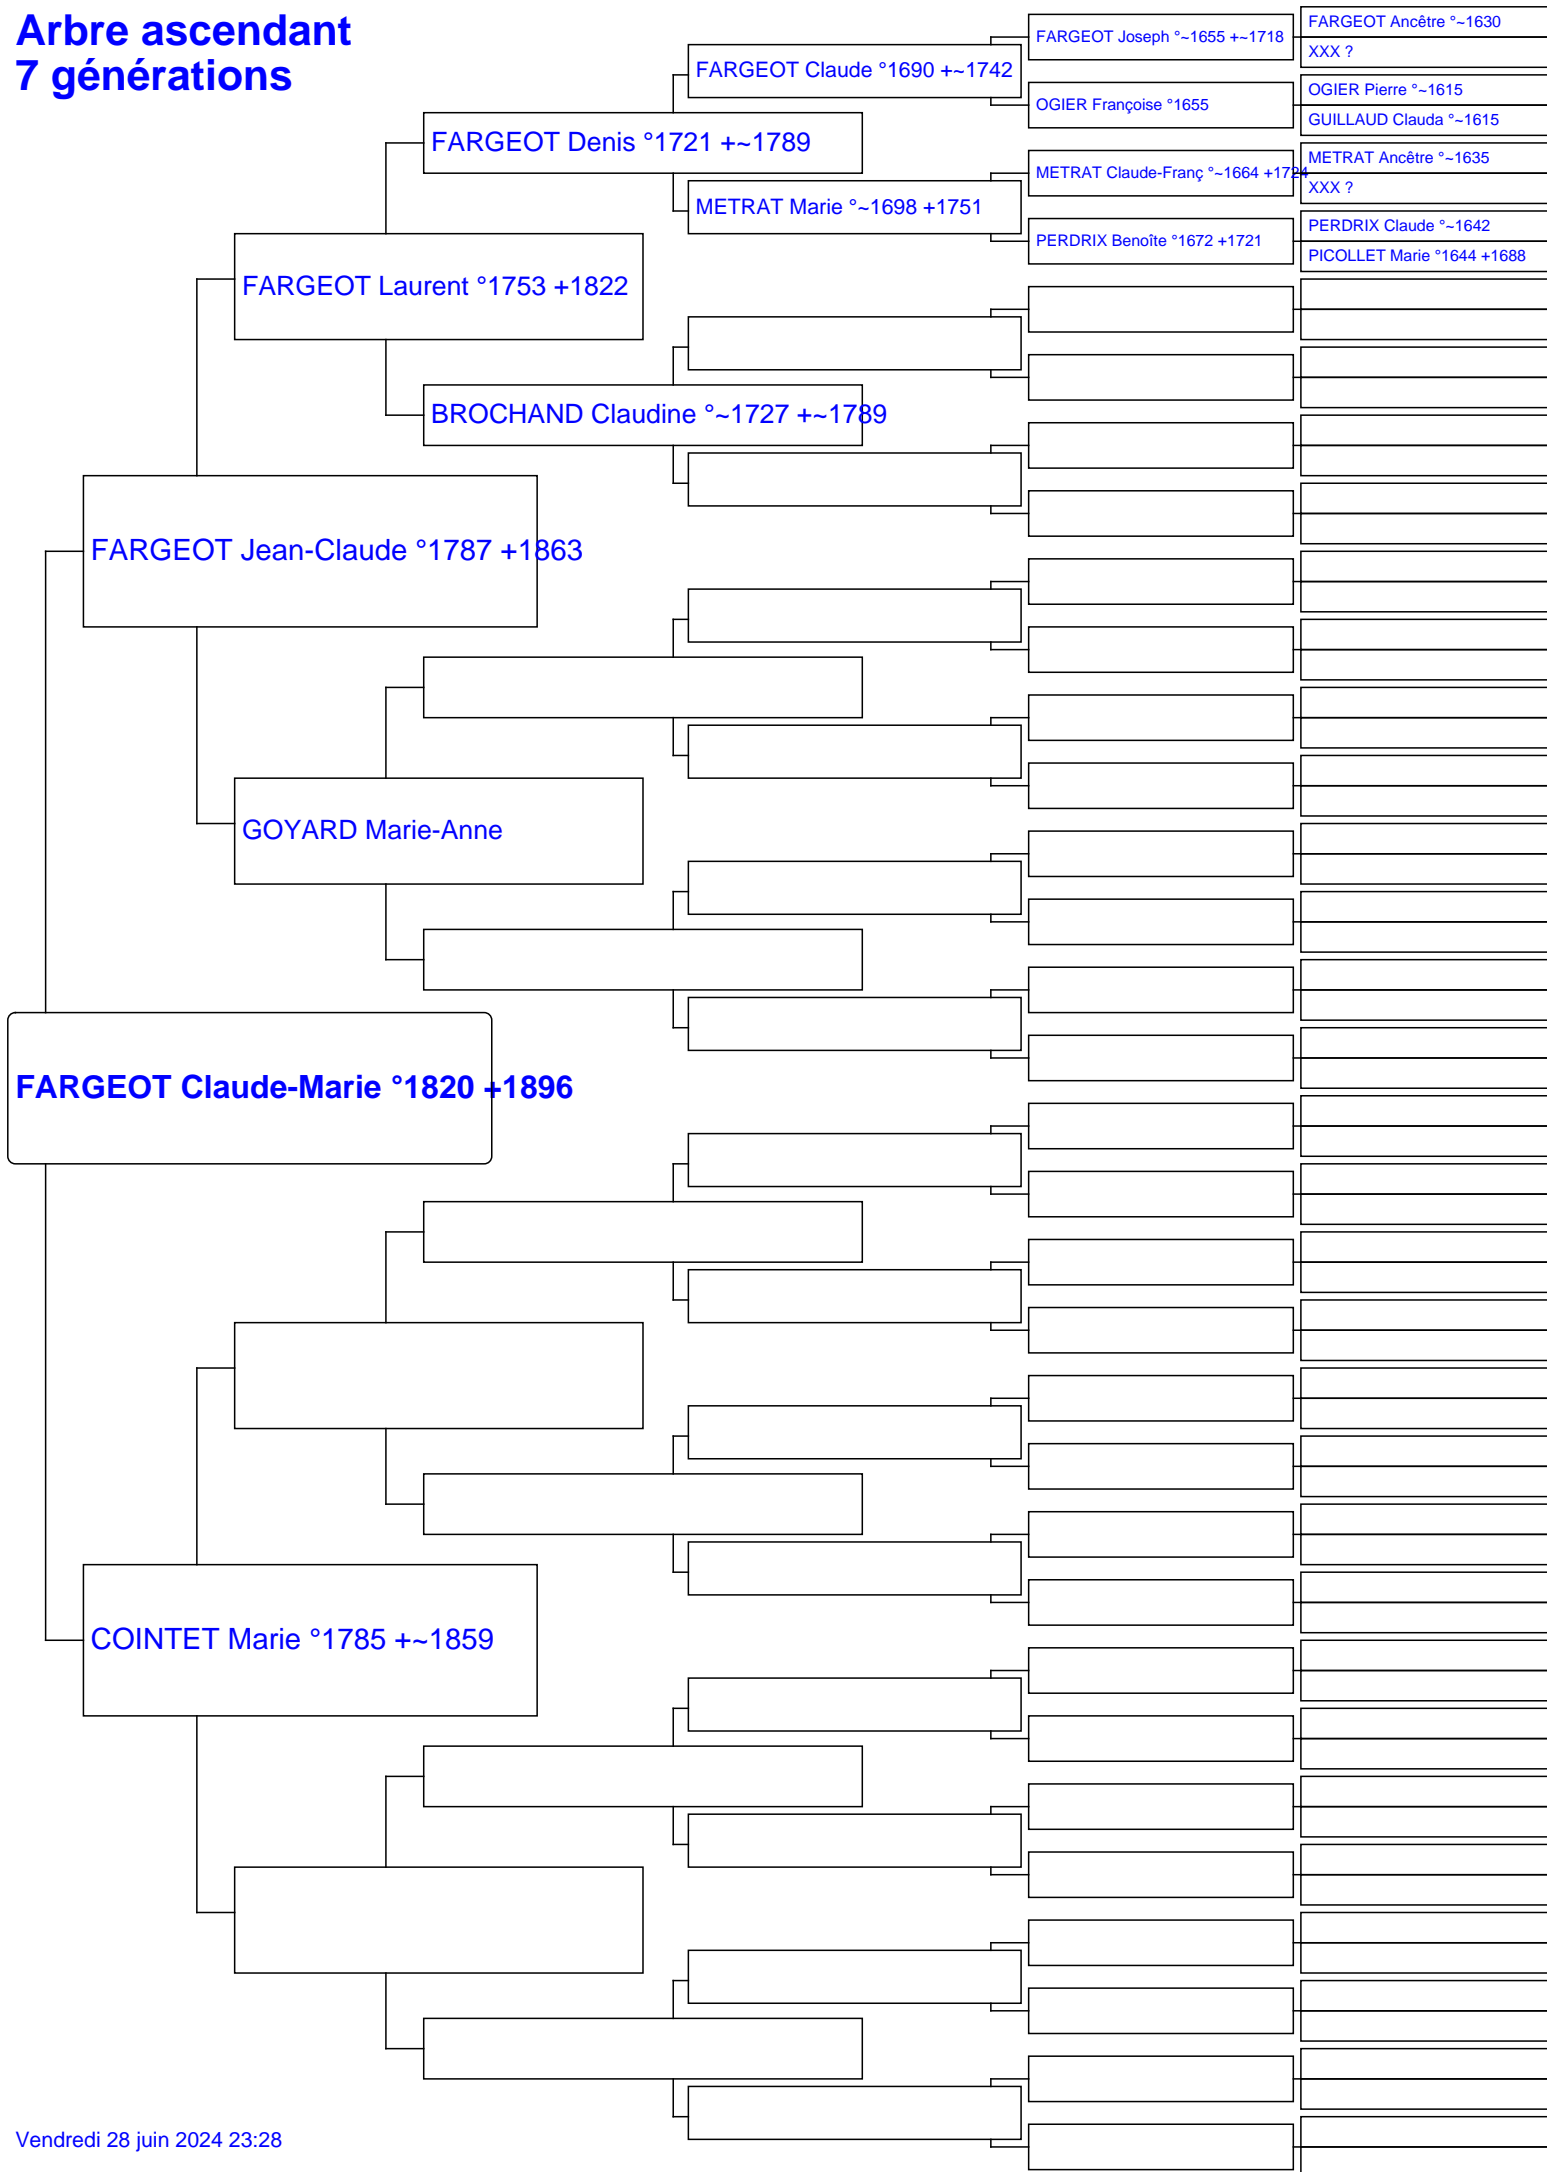 Arbre ascendant
7 générations
FARGEOT Ancêtre °~1630
FARGEOT Joseph °~1655 +~1718
XXX ?
FARGEOT Claude °1690 +~1742
OGIER Pierre °~1615
OGIER Françoise °1655
GUILLAUD Clauda °~1615
FARGEOT Denis °1721 +~1789
METRAT Ancêtre °~1635
METRAT Claude-Franç °~1664 +1724
XXX ?
METRAT Marie °~1698 +1751
PERDRIX Claude °~1642
PERDRIX Benoîte °1672 +1721
PICOLLET Marie °1644 +1688
FARGEOT Laurent °1753 +1822
BROCHAND Claudine °~1727 +~1789
FARGEOT Jean-Claude °1787 +1863
GOYARD Marie-Anne
FARGEOT Claude-Marie °1820 +1896
COINTET Marie °1785 +~1859
Vendredi 28 juin 2024 23:28